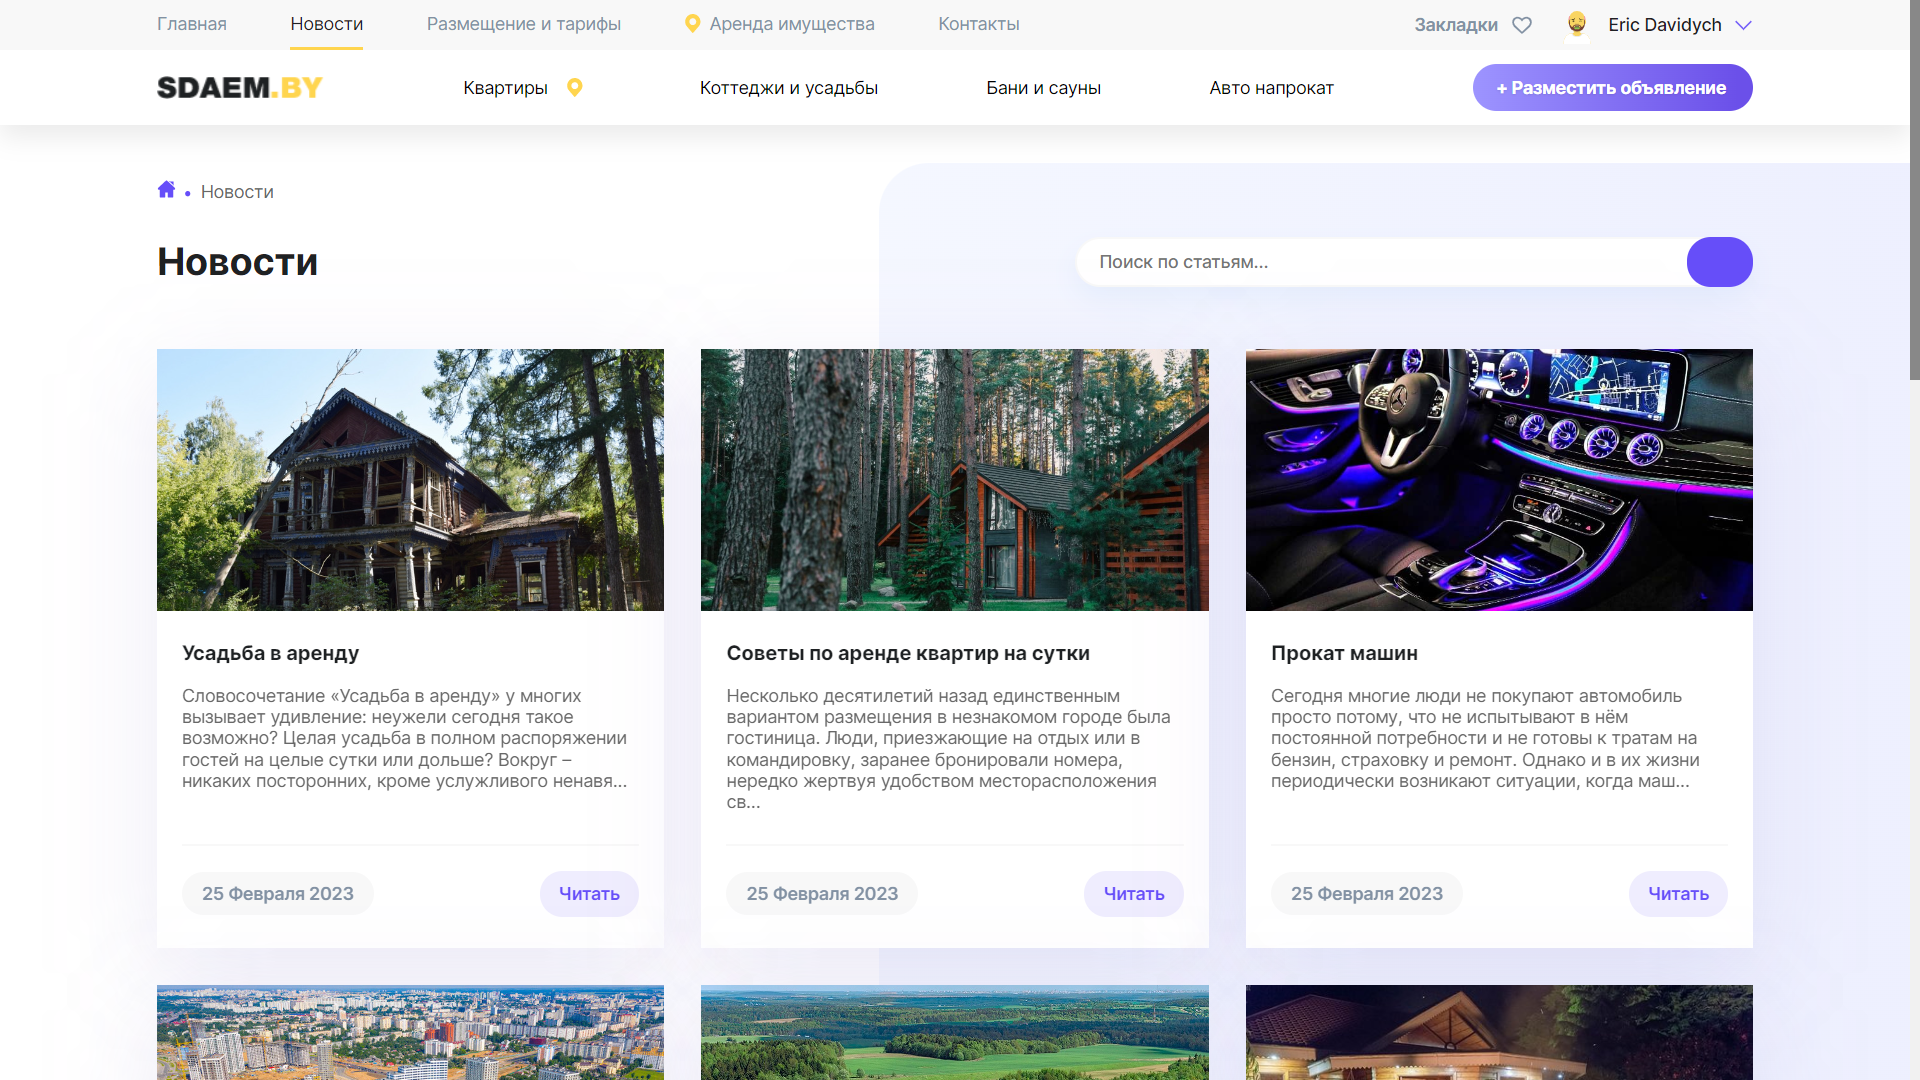 Главная
Новости
Размещение и тарифы
Аренда имущества
Контакты
Закладки
Eric Davidych
SDAEM.BY
Квартиры
Коттеджи и усадьбы
Бани и сауны
Авто напрокат
+ Разместить объявление
Новости
Новости
Поиск по статьям...
Усадьба в аренду
Словосочетание «Усадьба в аренду» у многих
вызывает удивление: неужели сегодня такое
возможно? Целая усадьба в полном распоряжении
гостей на целые сутки или дольше? Вокруг –
никаких посторонних, кроме услужливого ненавя...
25 Февраля 2023
Читать
Советы по аренде квартир на сутки
Несколько десятилетий назад единственным
вариантом размещения в незнакомом городе была
гостиница. Люди, приезжающие на отдых или в
командировку, заранее бронировали номера,
нередко жертвуя удобством месторасположения
св...
25 Февраля 2023
Читать
Прокат машин
Сегодня многие люди не покупают автомобиль
просто потому, что не испытывают в нём
постоянной потребности и не готовы к тратам на
бензин, страховку и ремонт. Однако и в их жизни
периодически возникают ситуации, когда маш...
25 Февраля 2023
Читать